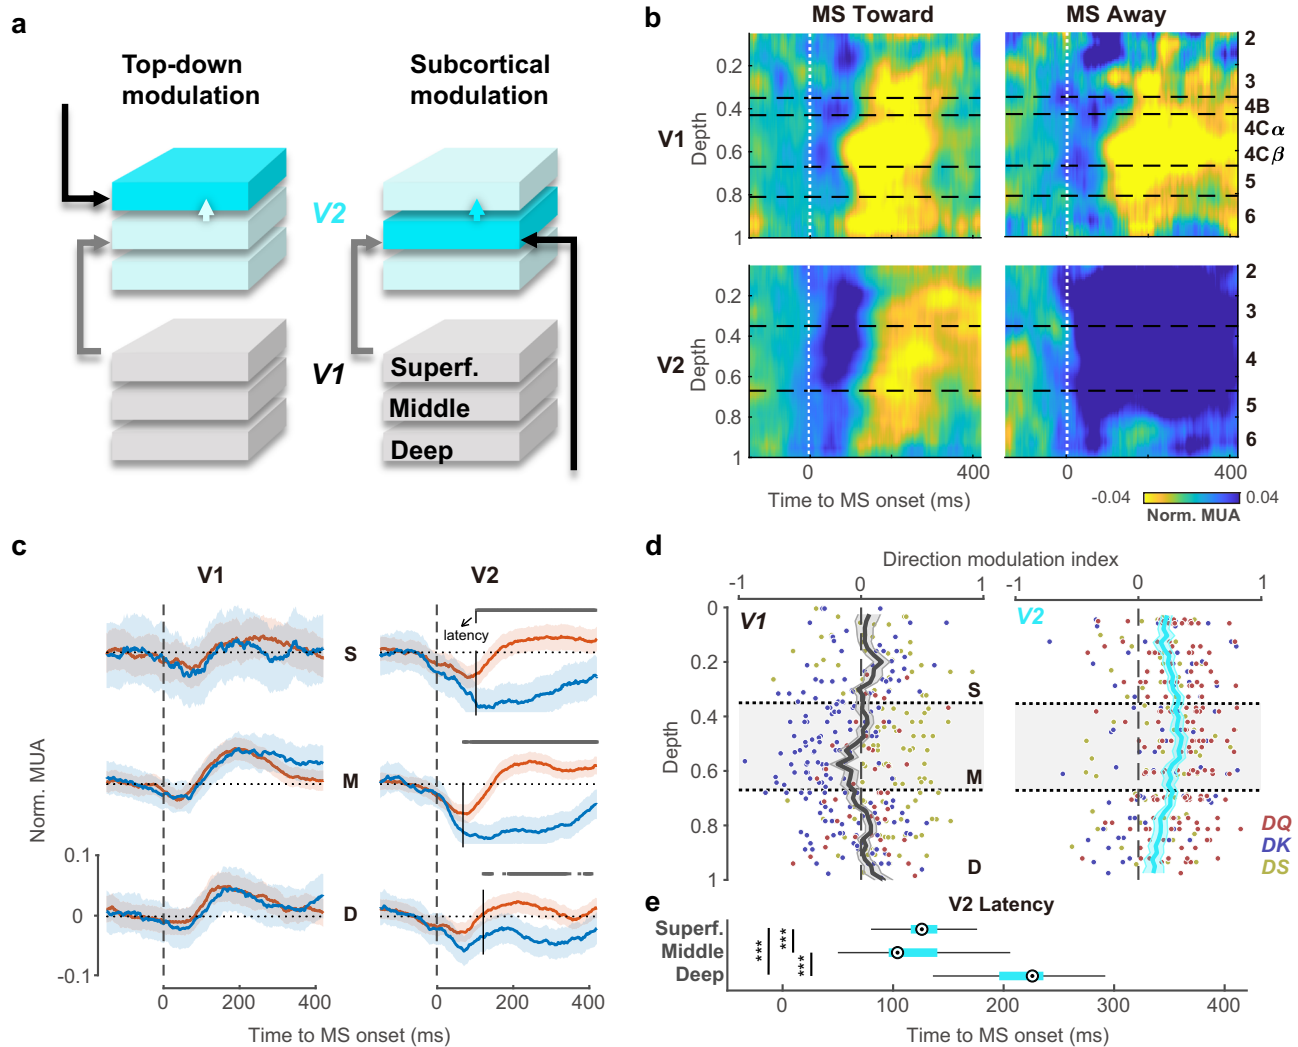 a
Top-down
modulation
Subcortical
modulation
V2
V1
Superf.
Middle
Deep
b
MS Toward
MS Away
V1
Depth
0.2
0.4
0.6
0.8
1
2
3
4B
4Cα
4Cβ
5
6
V2
Depth
0.2
0.4
0.6
0.8
1
2
3
4
5
6
0
400
0
400
Time to MS onset (ms)
-0.04
0.04
Norm. MUA
c
V1
V2
latency
S
M
D
Norm. MUA
0.1
0
-0.1
0
200
400
0
200
400
Time to MS onset (ms)
Time to MS onset (ms)
d
Direction modulation index
-1
0
1
-1
0
1
V1
V2
Depth
0
0.2
0.4
0.6
0.8
1
S
M
D
DQ
DK
DS
e
V2 Latency
Superf.
Middle
Deep
***
***
***
0
100
200
300
400
Time to MS onset (ms)